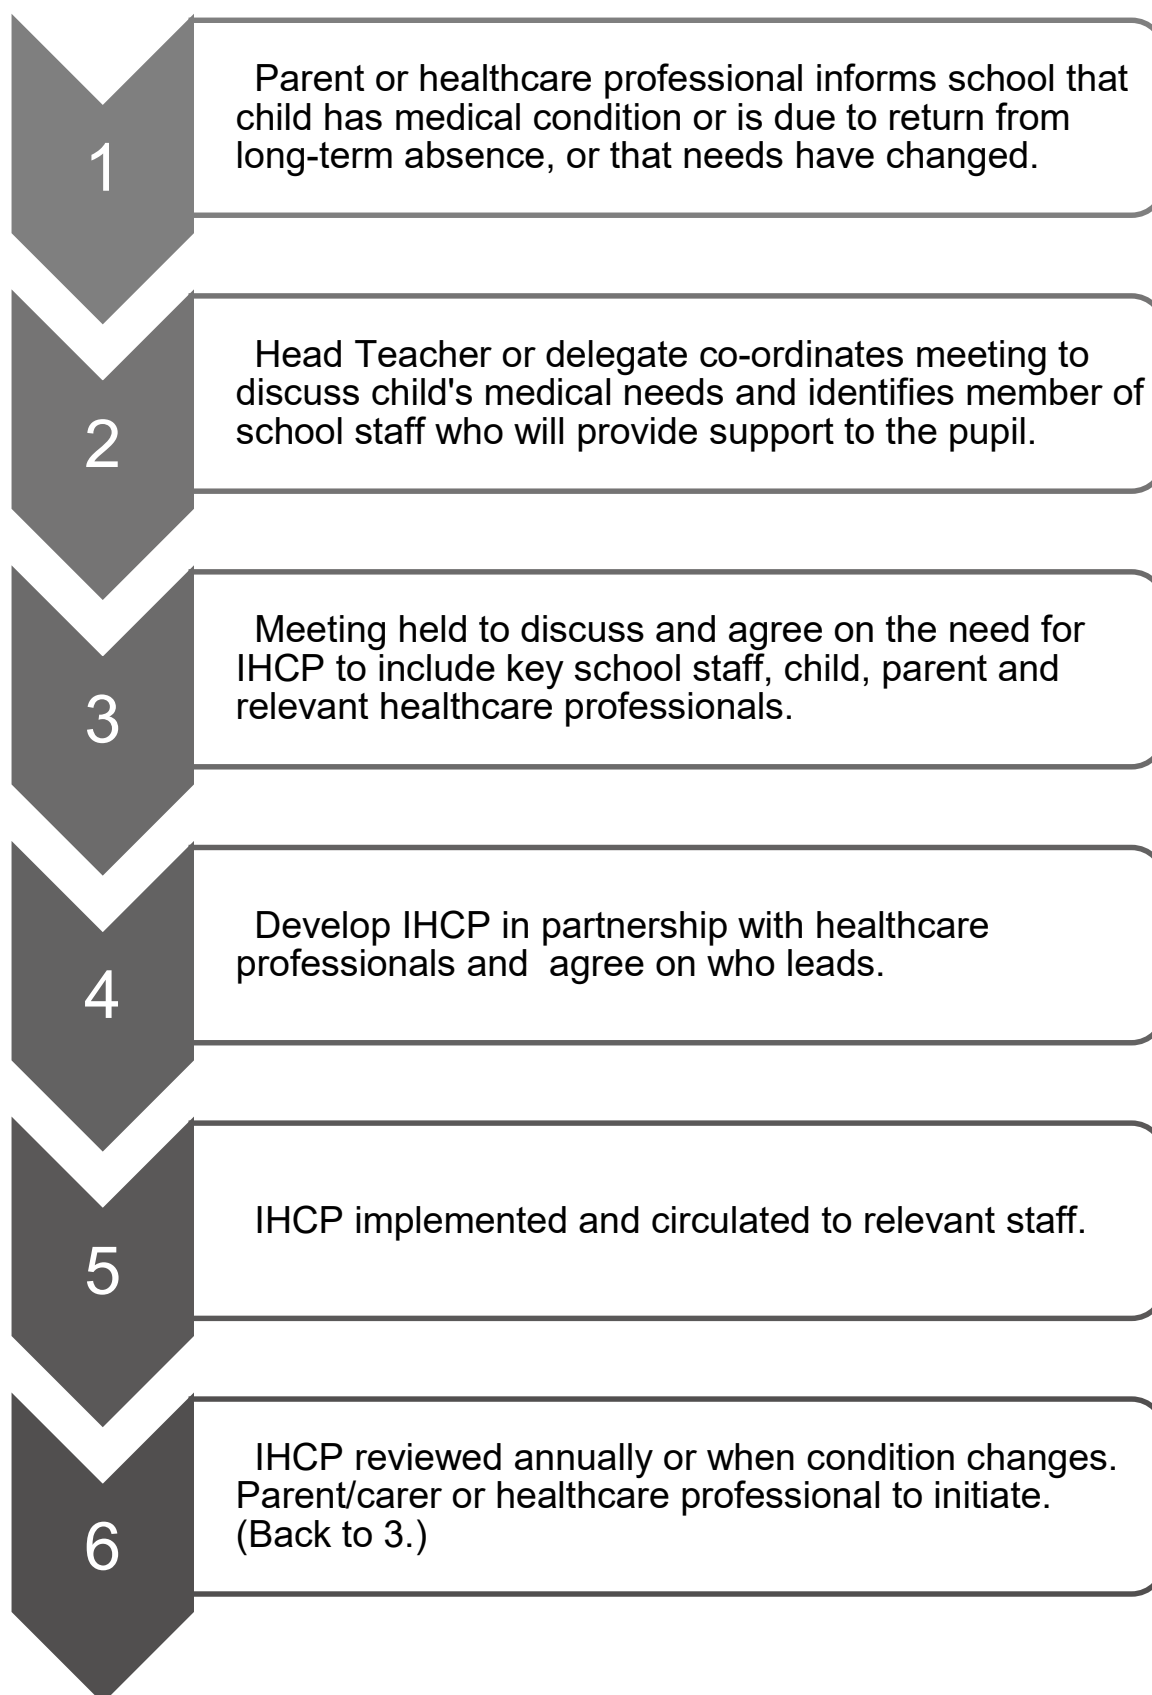 1
Parent or healthcare professional informs school that
child has medical condition or is due to return from
long-term absence, or that needs have changed.
2
Head Teacher or delegate co-ordinates meeting to
discuss child's medical needs and identifies member of
school staff who will provide support to the pupil.
3
Meeting held to discuss and agree on the need for
IHCP to include key school staff, child, parent and
relevant healthcare professionals.
4
Develop IHCP in partnership with healthcare
professionals and  agree on who leads.
5
IHCP implemented and circulated to relevant staff.
6
IHCP reviewed annually or when condition changes.
Parent/carer or healthcare professional to initiate.
(Back to 3.)